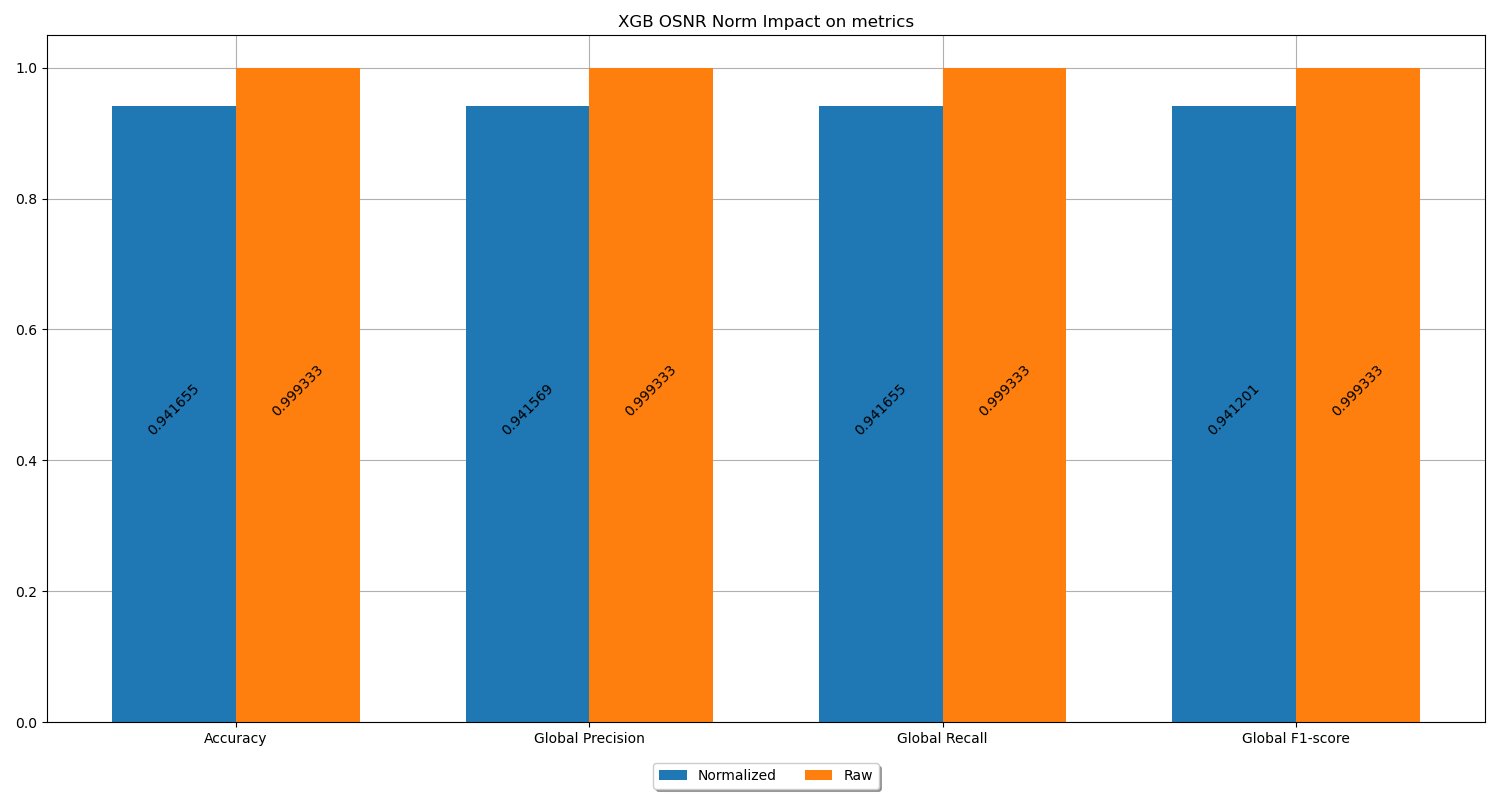 XGB OSNR Norm Impact on metrics
1.0
0.8
0.6
0.4
0.2
0.0
0.941655
0.999333
0.941569
0.999333
0.941655
0.999333
0.941201
0.999333
Accuracy
Global Precision
Global Recall
Global F1-score
Normalized
Raw